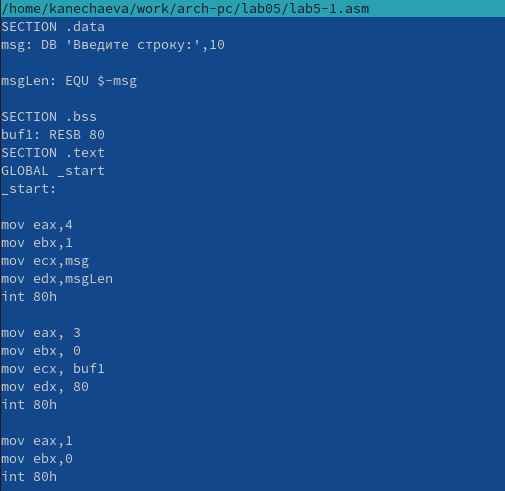 /home/kanechaeva/work/arch-pc/lab05/lab5-1.asm
SECTION .data
msg: DB 'Введите строку:',10
msgLen: EQU $-msg
SECTION .bss
buf1: RESB 80
SECTION .text
GLOBAL _start
_start:
mov eax,4
mov ebx,1
mov ecx,msg
mov edx,msgLen
int 80h
mov eax, 3
mov ebx, 0
mov ecx, buf1
mov edx, 80
int 80h
mov eax,1
mov ebx,0
int 80h